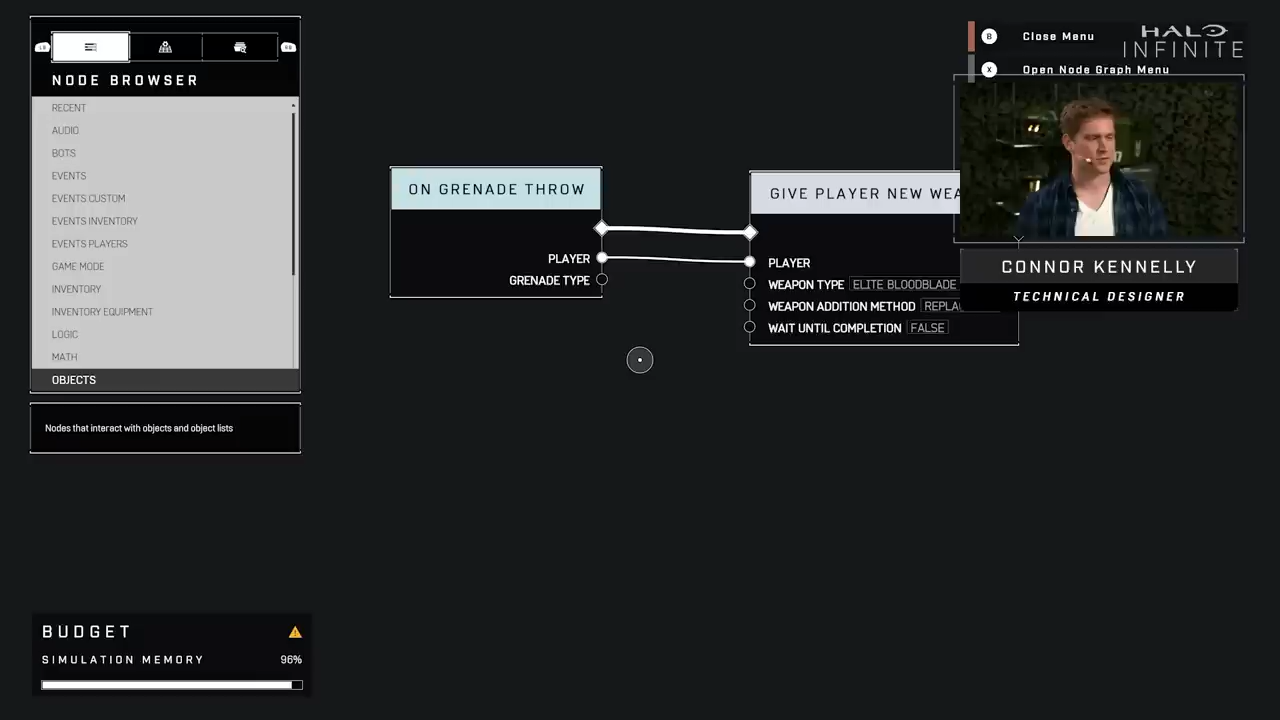 LB
RB
NODE BROWSER
RECENT
AUDIO
BOTS
EVENTS
EVENTS CUSTOM
EVENTS INVENTORY
EVENTS PLAYERS
GAME MODE
INVENTORY
INVENTORY EQUIPMENT
LOGIC
MATH
OBJECTS
Nodes that interact with objects and object lists
BUDGET
SIMULATION MEMORY 96%
ON GRENADE THROW
PLAYER
GRENADE TYPE
GIVE PLAYER NEW WEA
PLAYER
WEAPON TYPE ELITE BLOODBLADE
WEAPON ADDITION METHOD REPLA
WAIT UNTIL COMPLETION FALSE
B Close Menu
X Open Node Graph Menu
HALO
INFINITE
CONNOR KENNELLY
TECHNICAL DESIGNER